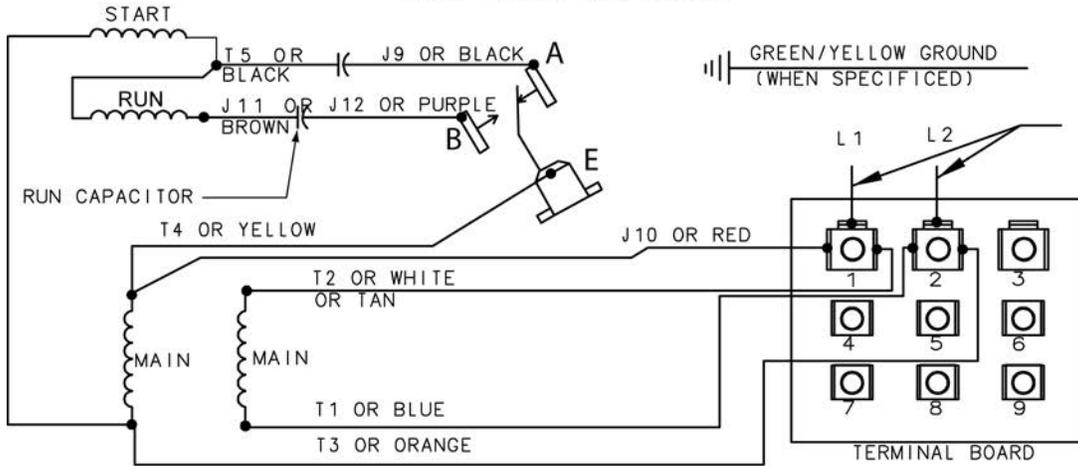 START
T5 OR
BLACK
J9 OR BLACK
A
GREEN/YELLOW GROUND
(WHEN SPECIFICED)
RUN
J11 OR
BROWN
J12 OR PURPLE
B
L1
L2
E
RUN CAPACITOR
T4 OR YELLOW
J10 OR RED
T2 OR WHITE
OR TAN
1
2
3
4
5
6
MAIN
MAIN
7
8
9
T1 OR BLUE
T3 OR ORANGE
TERMINAL BOARD